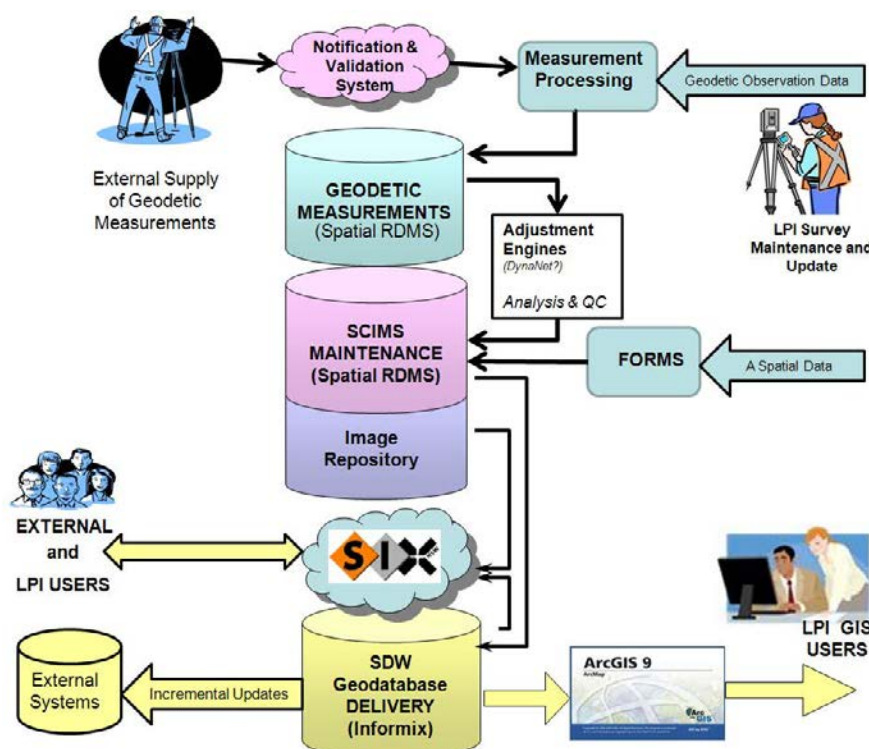 Notification &
Validation
System
Measurement
Processing
Geodetic Observation Data
External Supply
of Geodetic
Measurements
GEODETIC
MEASUREMENTS
(Spatial RDMS)
Adjustment
Engines
(DynaNet?)
Analysis & QC
LPI Survey
Maintenance and
Update
SCIMS
MAINTENANCE
(Spatial RDMS)
FORMS
A Spatial Data
Image
Repository
EXTERNAL
and
LPI USERS
SIX
LPI GIS
USERS
External
Systems
Incremental Updates
SDW
Geodatabase
DELIVERY
(Informix)
ArcGIS 9
ArcMap
Arc
GIS